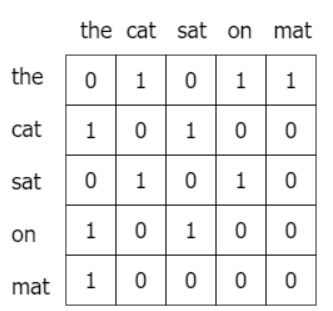 the cat sat on mat
the 0 1 0 1 1
cat 1 0 1 0 0
sat 0 1 0 1 0
on 1 0 1 0 0
mat 1 0 0 0 0